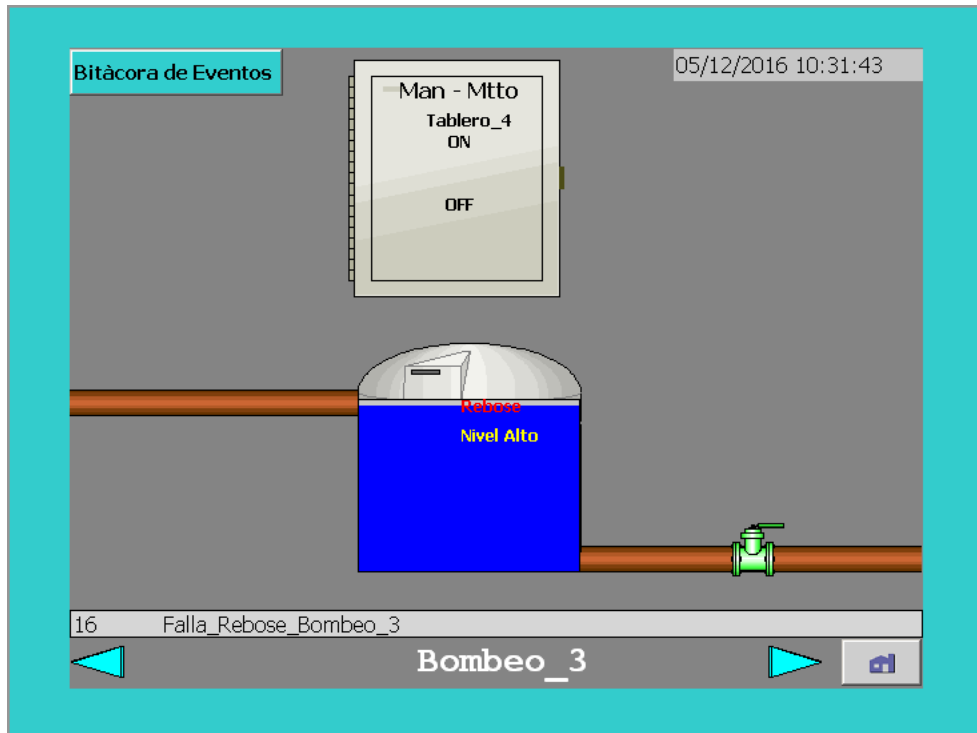 Bitàcora de Eventos
05/12/2016 10:31:43
Man - Mtto
Tablero_4
ON
OFF
Rebose
Nivel Alto
16 Falla_Rebose_Bombeo_3
Bombeo_3